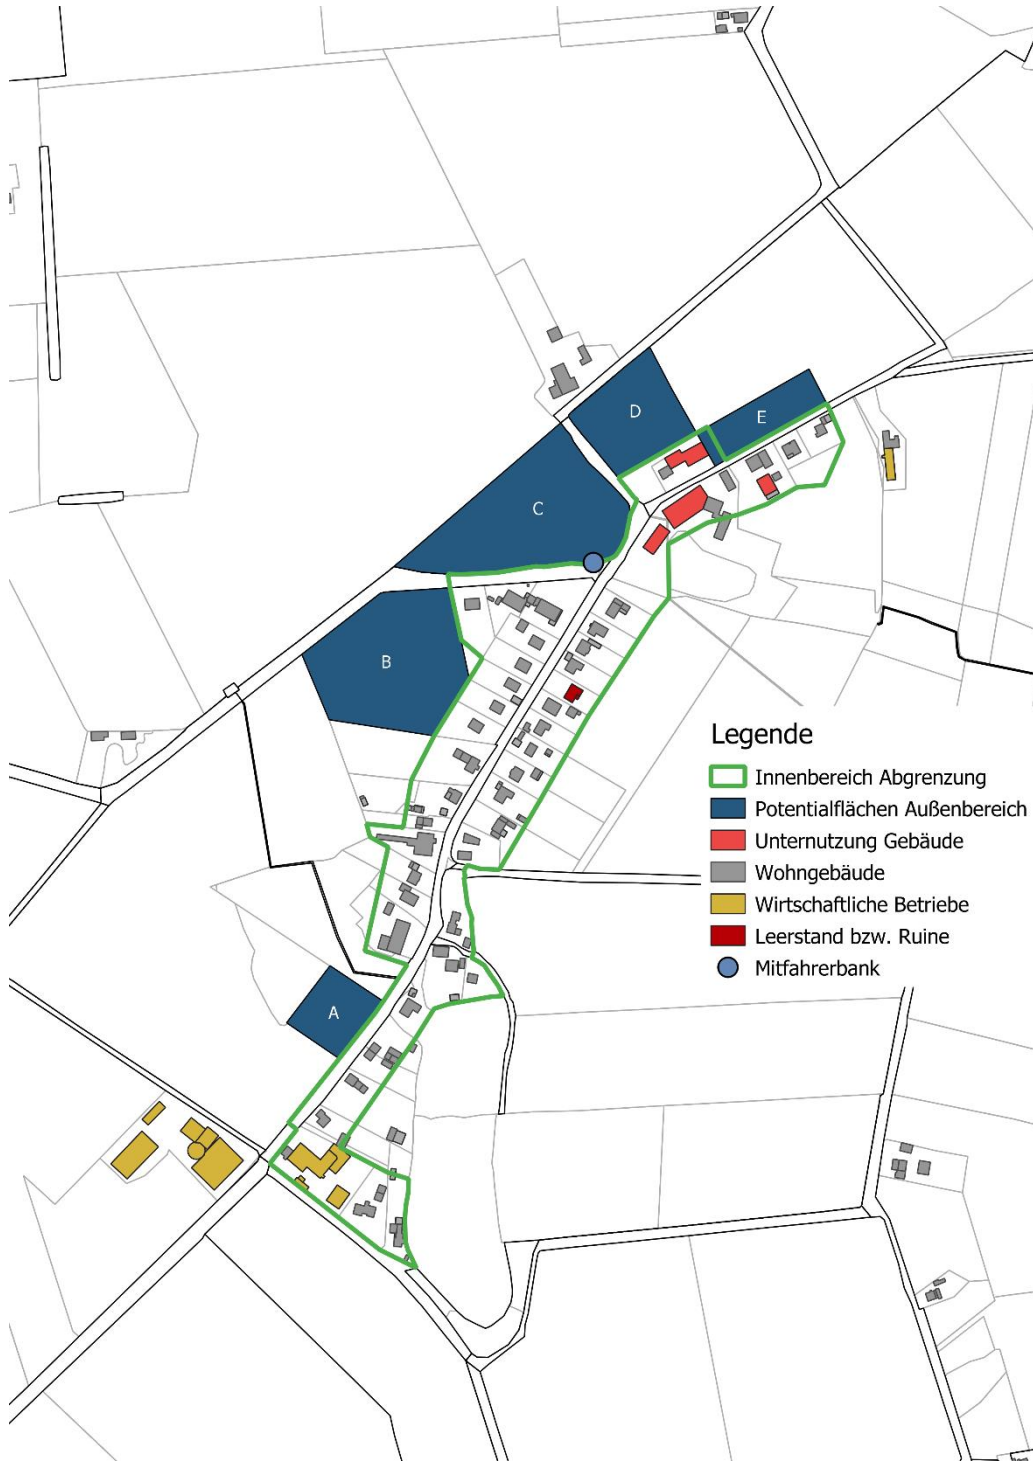 D
E
C
B
A
Legende
Innenbereich Abgrenzung
Potentialflächen Außenbereich
Unternutzung Gebäude
Wohngebäude
Wirtschaftliche Betriebe
Leerstand bzw. Ruine
Mitfahrerbank